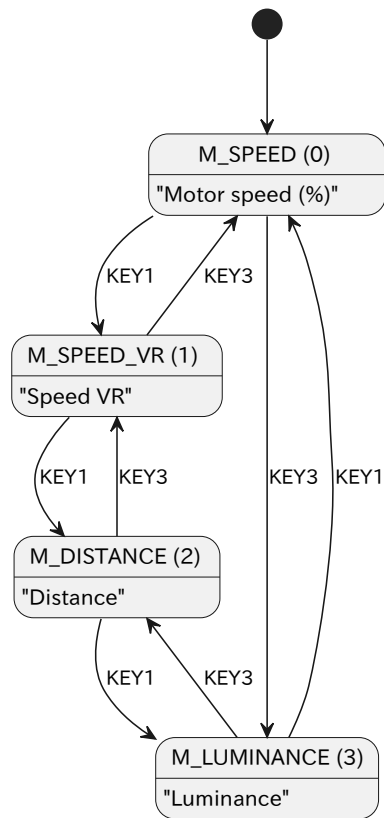 M_SPEED (0)
"Motor speed (%)"
KEY1
KEY3
M_SPEED_VR (1)
"Speed VR"
KEY1
KEY3
KEY3
KEY1
M_DISTANCE (2)
"Distance"
KEY1
KEY3
M_LUMINANCE (3)
"Luminance"